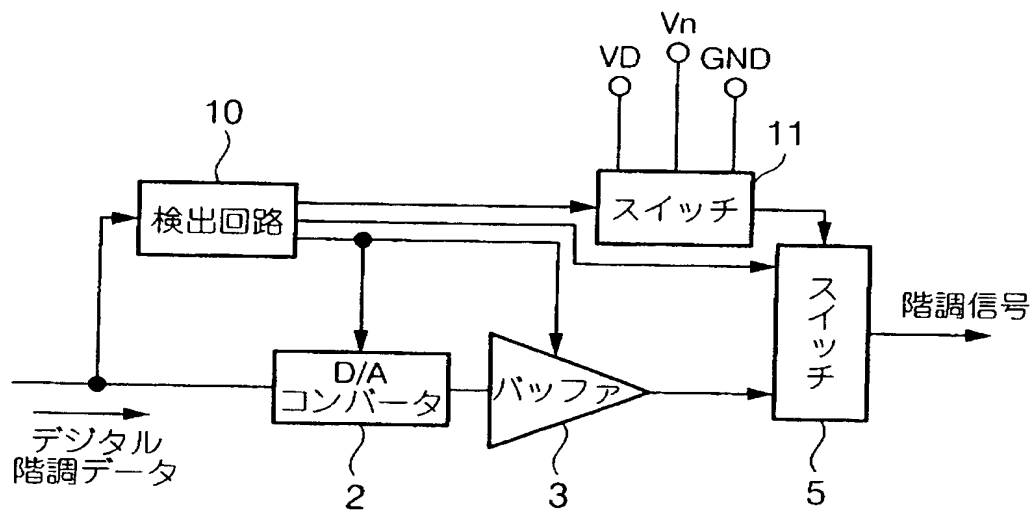 Vn
VD
GND
10
11
検出回路
スイッチ
スイッチ
階調信号
D/A
コンバータ
バッファ
デジタル
階調データ
2
3
5